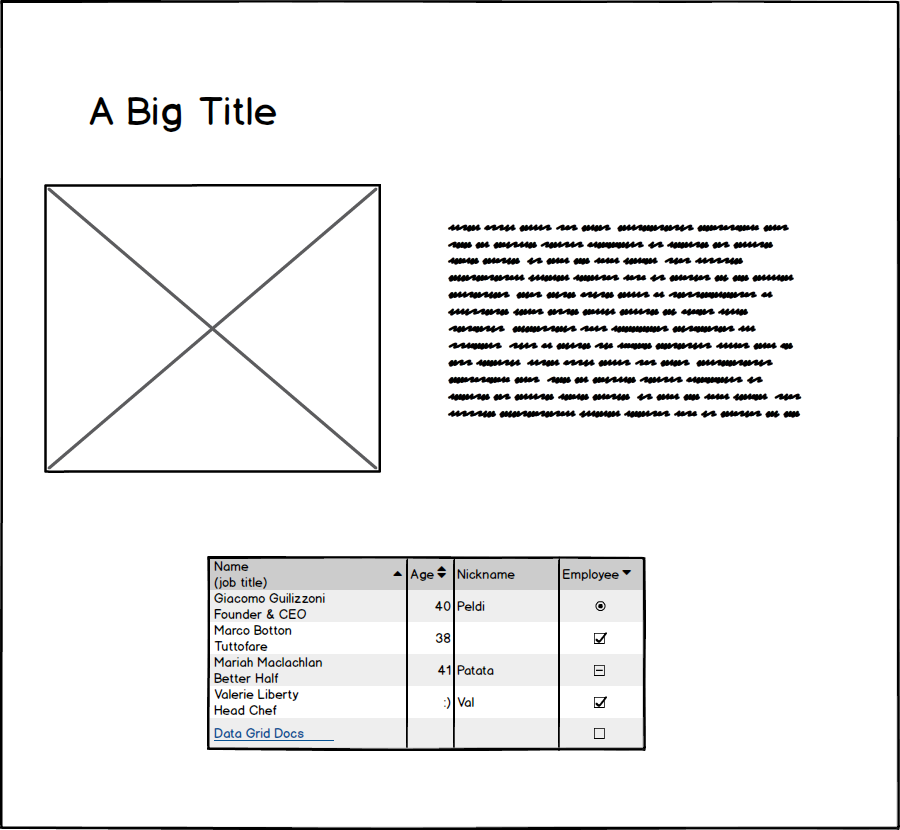 A Big Title
Name
(job title)
Age
Nickname
Employee
Giacomo Guilizzoni
Founder & CEO
40
Peldi
Marco Botton
Tuttofare
38
Mariah Maclachlan
Better Half
41
Patata
Valerie Liberty
Head Chef
:)
Val
Data Grid Docs